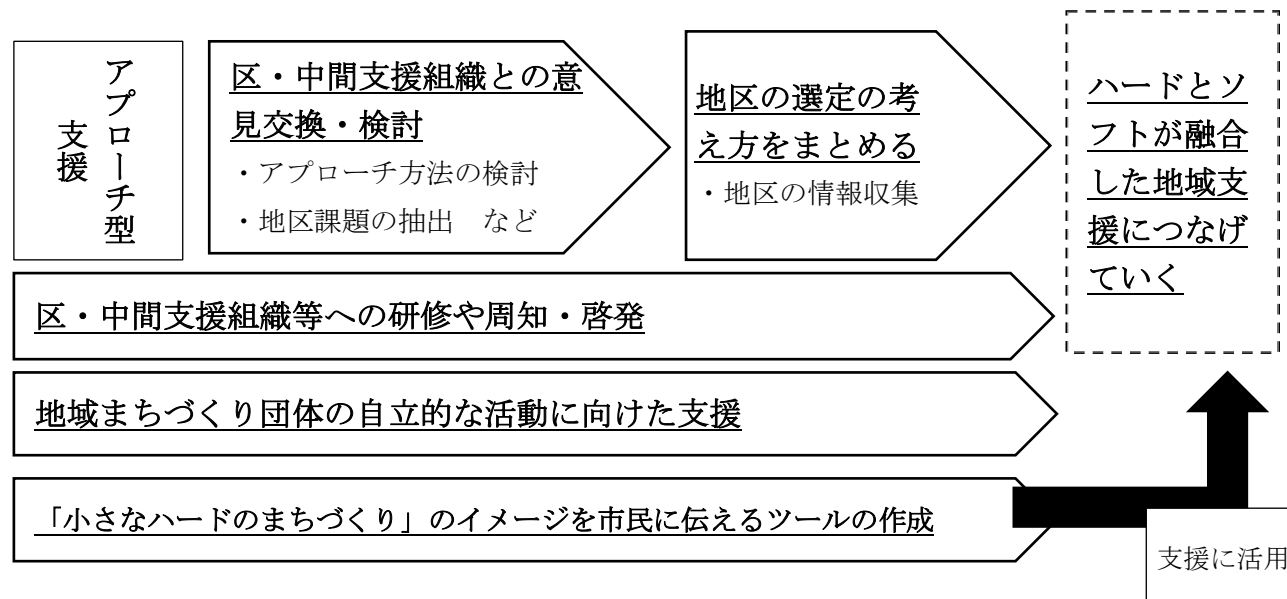 アプローチ型
支援
区・中間支援組織との意
見交換・検討
・アプローチ方法の検討
・地区課題の抽出　など
地区の選定の考
え方をまとめる
・地区の情報収集
ハードとソ
フトが融合
した地域支
援につなげ
ていく
区・中間支援組織等への研修や周知・啓発
地域まちづくり団体の自立的な活動に向けた支援
「小さなハードのまちづくり」のイメージを市民に伝えるツールの作成
支援に活用